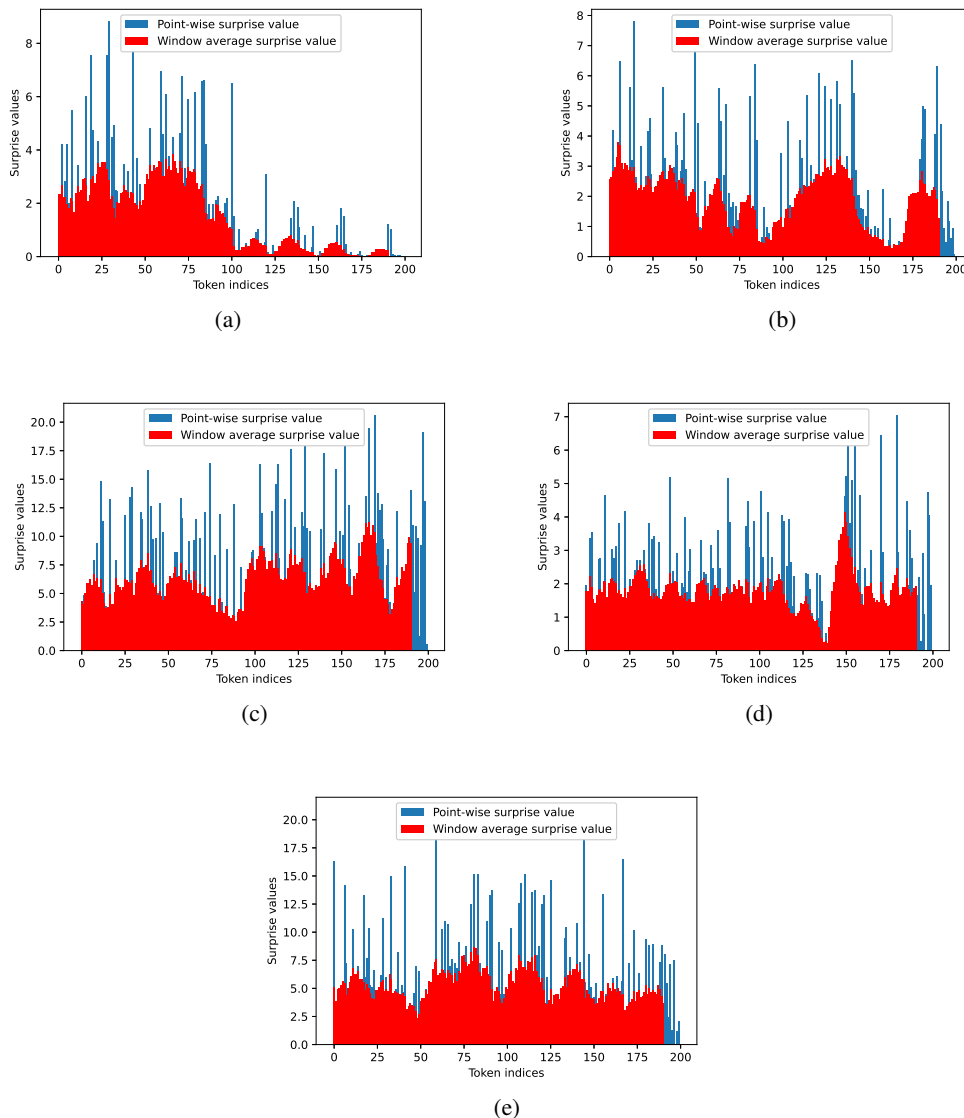 Point-wise surprise value
Window average surprise value
8
6
4
2
0
Surprise values
0 25 50 75 100 125 150 175 200
Token indices
(a)
Point-wise surprise value
Window average surprise value
8
7
6
5
4
3
2
1
0
Surprise values
0 25 50 75 100 125 150 175 200
Token indices
(b)
Point-wise surprise value
Window average surprise value
20.0
17.5
15.0
12.5
10.0
7.5
5.0
2.5
0.0
Surprise values
0 25 50 75 100 125 150 175 200
Token indices
(c)
Point-wise surprise value
Window average surprise value
7
6
5
4
3
2
1
0
Surprise values
0 25 50 75 100 125 150 175 200
Token indices
(d)
Point-wise surprise value
Window average surprise value
20.0
17.5
15.0
12.5
10.0
7.5
5.0
2.5
0.0
Surprise values
0 25 50 75 100 125 150 175 200
Token indices
(e)